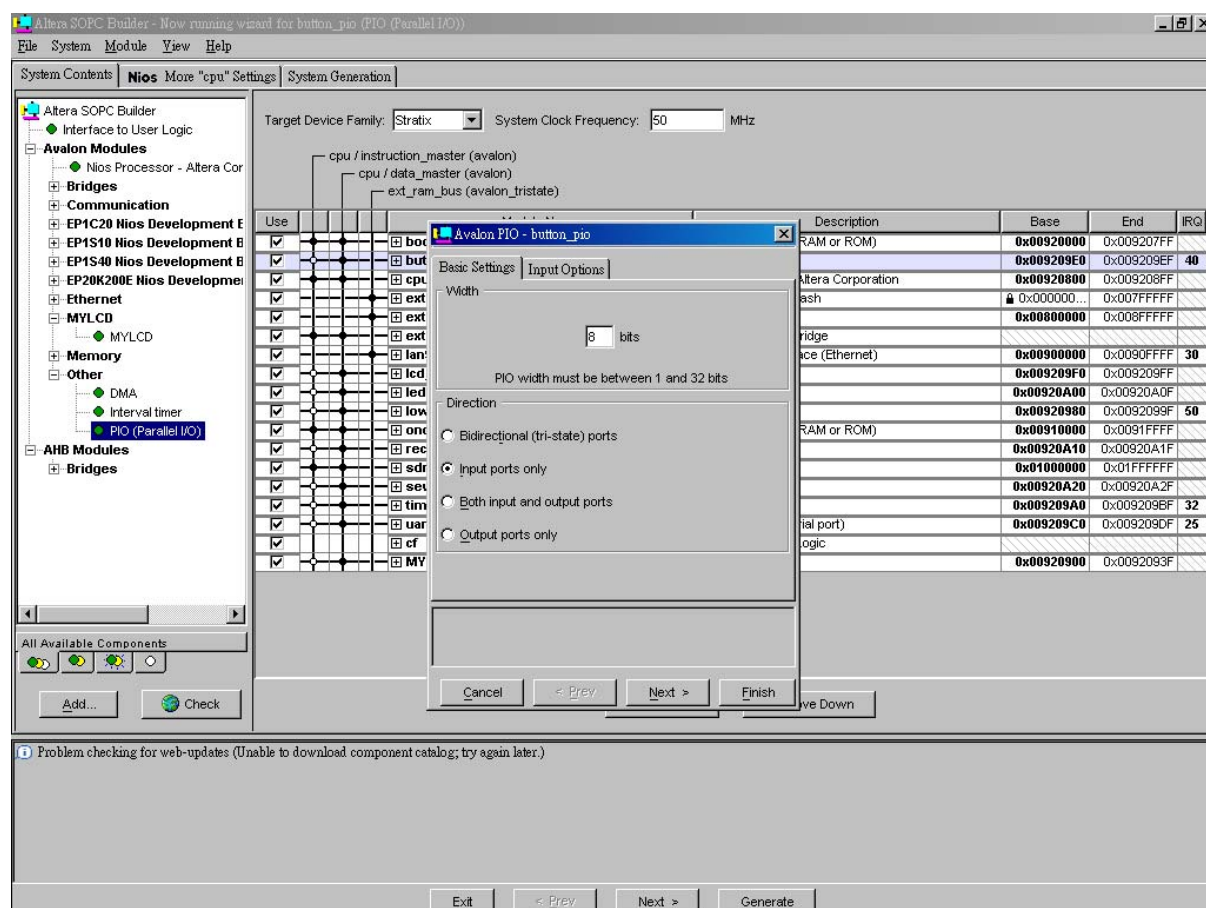 Altera SOPC Builder - Now running wizard for button_pio (PIO (Parallel I/O))
File System Module View Help
System Contents Nios More "cpu" Settings System Generation
Altera SOPC Builder
Interface to User Logic
Avalon Modules
Nios Processor - Altera Cor
Bridges
Communication
EP1C20 Nios Development E
EP1S10 Nios Development B
EP1S40 Nios Development B
EP20K200E Nios Developme
Ethernet
MYLCD
MYLCD
Memory
Other
DMA
Interval timer
PIO (Parallel I/O)
AHB Modules
Bridges
All Available Components
Add... Check
Target Device Family: Stratix System Clock Frequency: 50 MHz
cpu / instruction_master (avalon)
cpu / data_master (avalon)
ext_ram_bus (avalon_tristate)
Use Description Base End IRQ
boo RAM or ROM) 0x00920000 0x009207FF
but 0x009209E0 0x009209EF 40
cpu Altera Corporation 0x00920800 0x009208FF
ext ash 0x000000... 0x007FFFFF
ext 0x00800000 0x008FFFFF
ext ridge
lan ace (Ethernet) 0x00900000 0x0090FFFF 30
lcd_ 0x009209F0 0x009209FF
led 0x00920A00 0x00920A0F
low 0x00920980 0x0092099F 50
onc RAM or ROM) 0x00910000 0x0091FFFF
rec 0x00920A10 0x00920A1F
sdr 0x01000000 0x01FFFFFF
sev 0x00920A20 0x00920A2F
tim 0x009209A0 0x009209BF 32
uar ial port) 0x009209C0 0x009209DF 25
cf ogic
MY 0x00920900 0x0092093F
Avalon PIO - button_pio
Basic Settings Input Options
Width
8 bits
PIO width must be between 1 and 32 bits
Direction
Bidirectional (tri-state) ports
Input ports only
Both input and output ports
Output ports only
Cancel < Prev Next > Finish
ve Down
Problem checking for web-updates (Unable to download component catalog; try again later.)
Exit < Prev Next > Generate